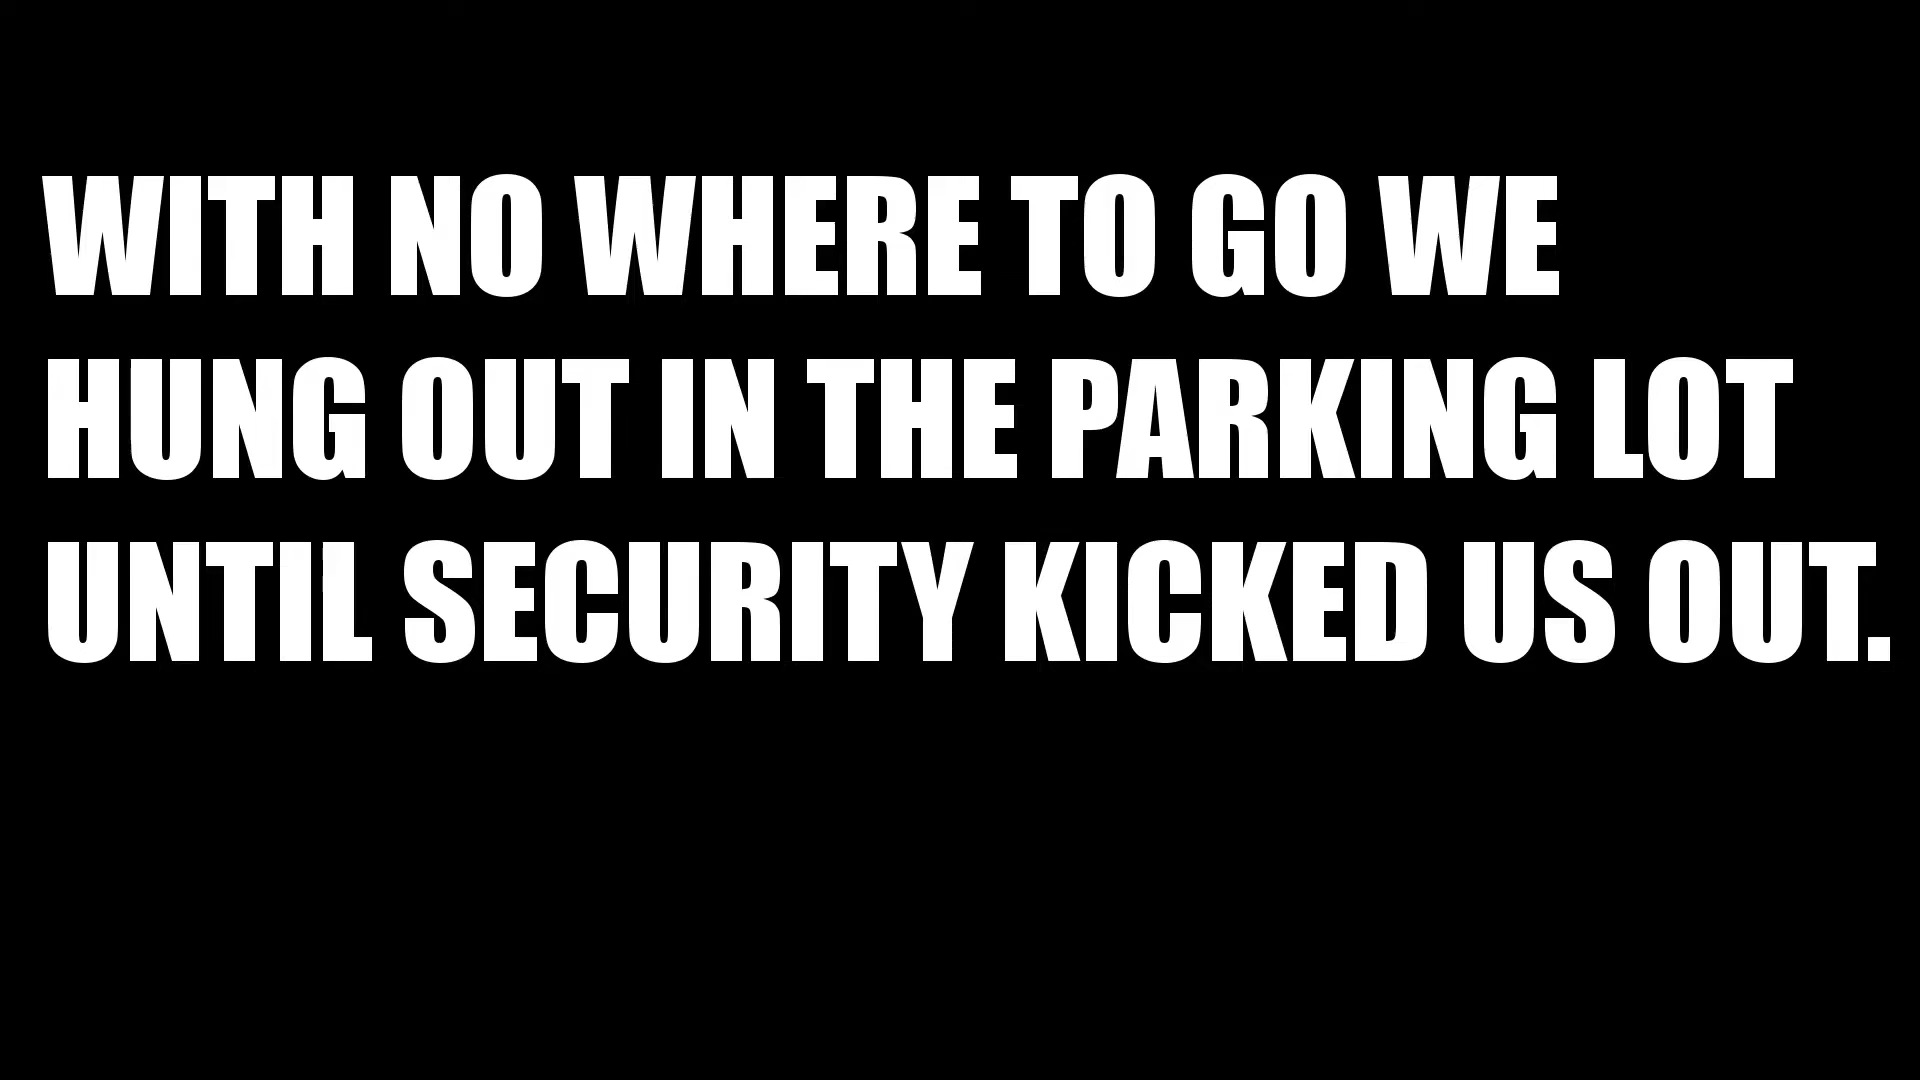 WITH NO WHERE TO GO WE
HUNG OUT IN THE PARKING LOT
UNTIL SECURITY KICKED US OUT.